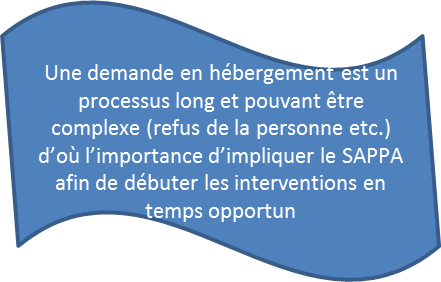 Une demande en hébergement est un
processus long et pouvant être
complexe (refus de la personne etc.)
d’où l’importance d’impliquer le SAPPA
afin de débuter les interventions en
temps opportun